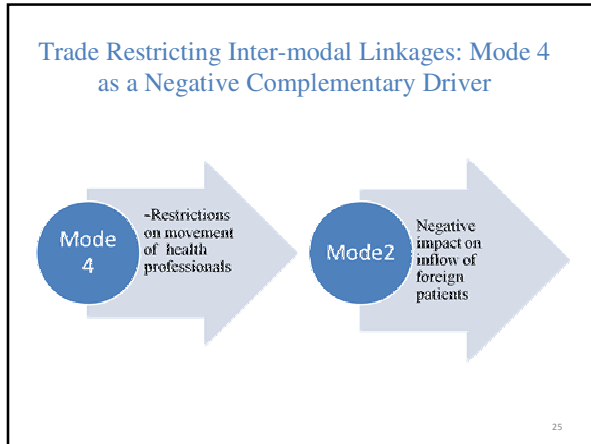 Trade Restricting Inter-modal Linkages: Mode 4
as a Negative Complementary Driver
Mode
4
-Restrictions
on movement
of health
professionals
Mode2
Negative
impact on
inflow of
foreign
patients
25